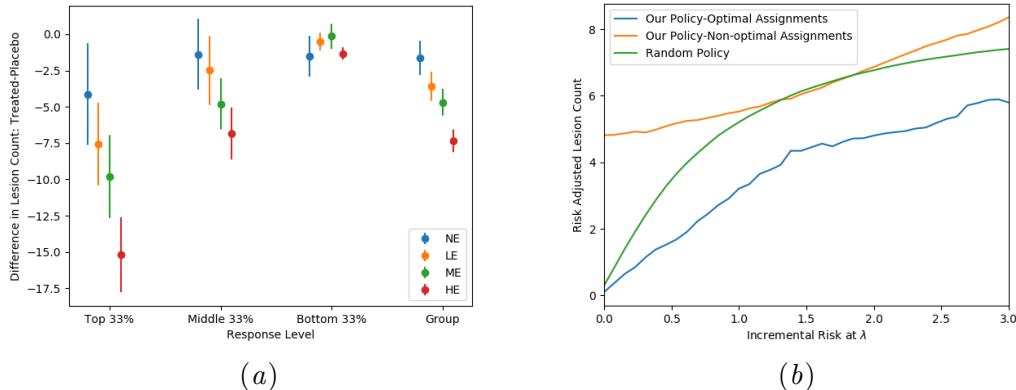 Difference in Lesion Count: Treated-Placebo
0.0
−2.5
−5.0
−7.5
−10.0
−12.5
−15.0
−17.5
NE
LE
ME
HE
Top 33% Middle 33% Bottom 33% Group
Response Level
(a)
Risk Adjusted Lesion Count
8
6
4
2
0
Our Policy-Optimal Assignments
Our Policy-Non-optimal Assignments
Random Policy
0.0 0.5 1.0 1.5 2.0 2.5 3.0
Incremental Risk at λ
(b)